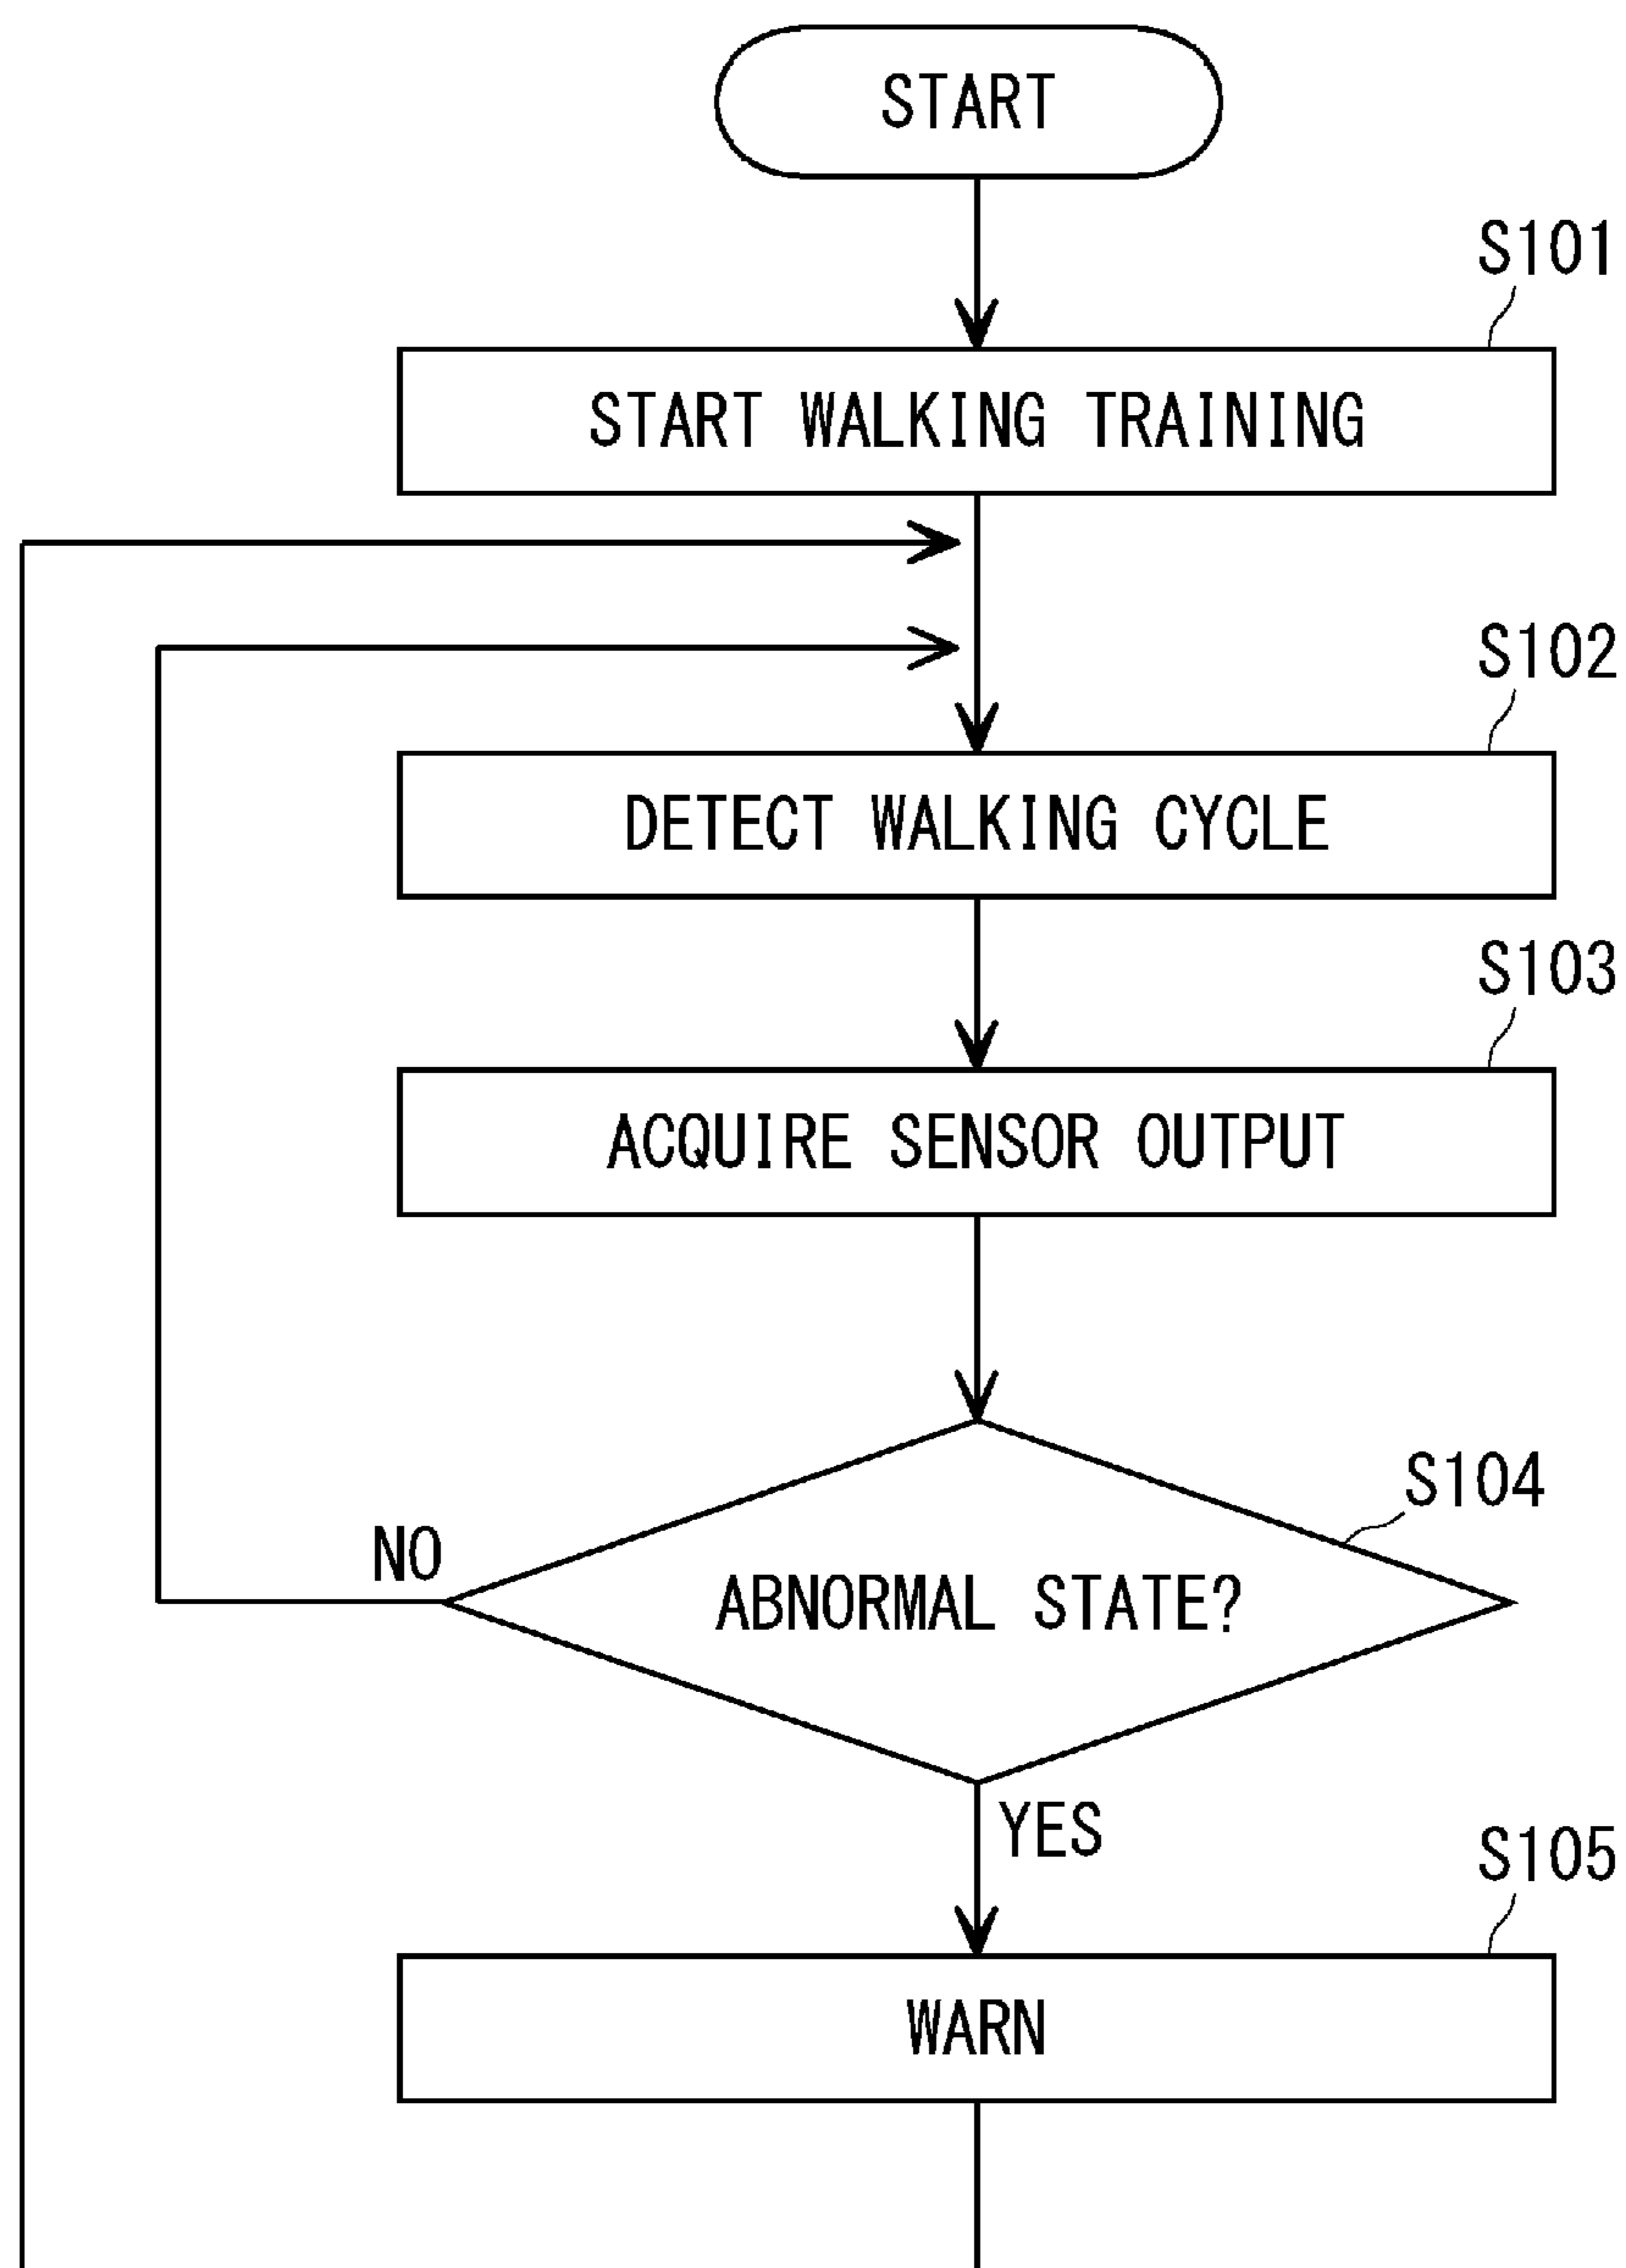 START
S101
START WALKING TRAINING
S102
DETECT WALKING CYCLE
S103
ACQUIRE SENSOR OUTPUT
S104
NO
ABNORMAL STATE?
YES
S105
WARN